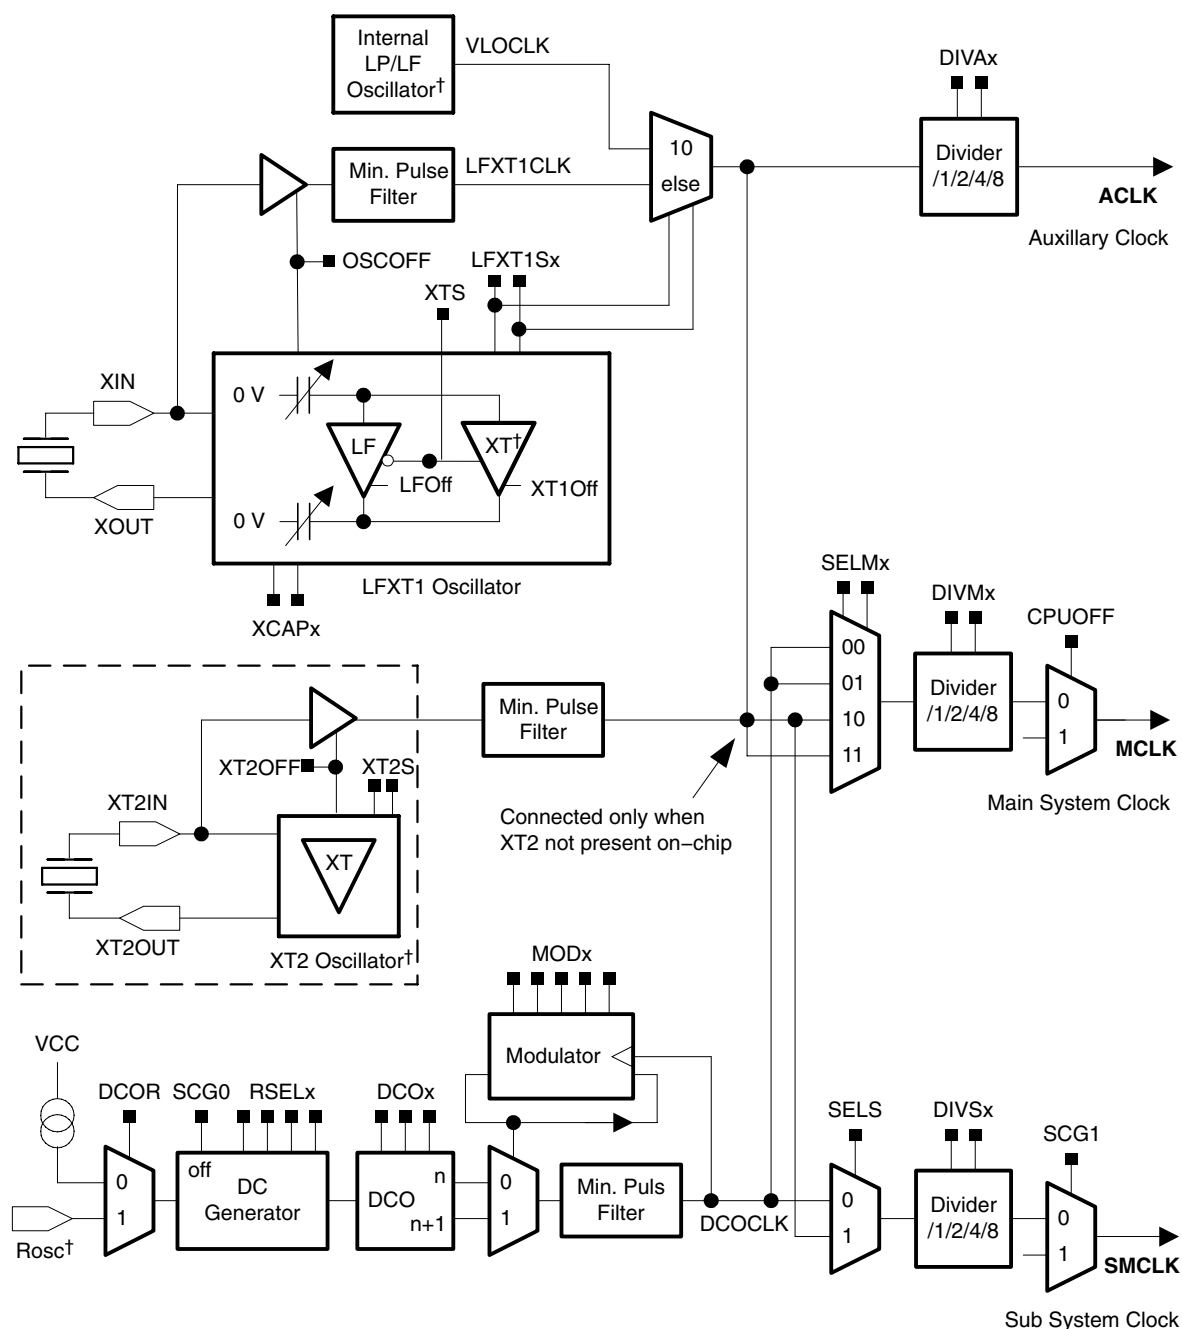 Internal
LP/LF
Oscillator†
VLOCLK
DIVAx
10
else
Divider
/1/2/4/8
ACLK
Auxillary Clock
Min. Pulse
Filter
LFXT1CLK
OSCOFF
LFXT1Sx
XTS
XIN
XOUT
0 V
LF
XT†
LFOff
XT1Off
0 V
LFXT1 Oscillator
XCAPx
SELMx
00
01
10
11
DIVMx
Divider
/1/2/4/8
CPUOFF
0
1
MCLK
Main System Clock
Min. Pulse
Filter
XT2OFF
XT2S
XT2IN
XT
XT2OUT
XT2 Oscillator†
Connected only when
XT2 not present on−chip
MODx
Modulator
VCC
DCOR
SCG0
RSELx
DCOx
0
1
Rosc†
off
DC
Generator
n
DCO
n+1
0
1
Min. Puls
Filter
DCOCLK
SELS
0
1
DIVSx
Divider
/1/2/4/8
SCG1
0
1
SMCLK
Sub System Clock